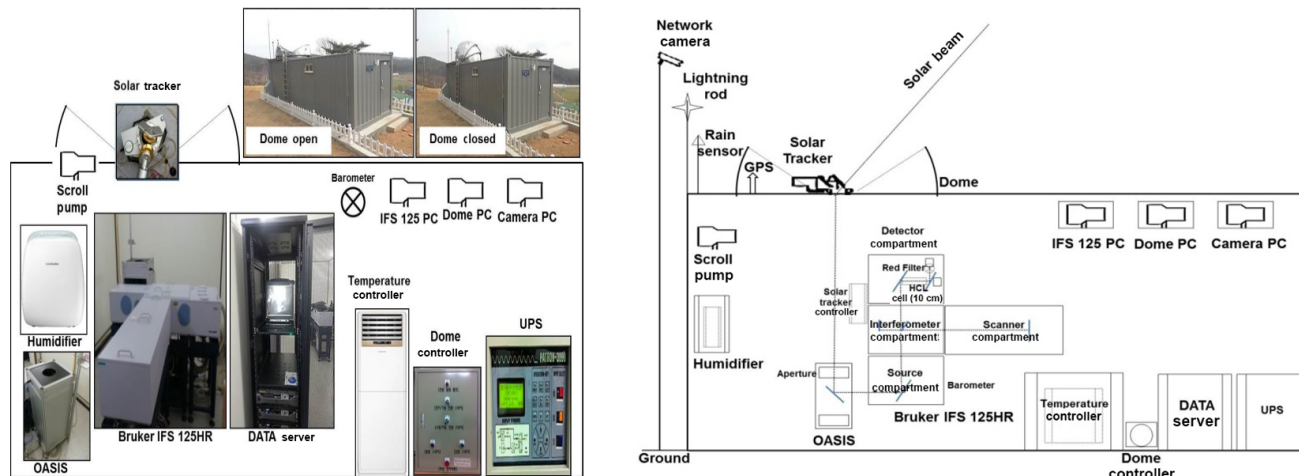 Solar tracker
Dome open
Dome closed
Scroll
pump
Barometer
IFS 125 PC
Dome PC
Camera PC
Humidifier
OASIS
Bruker IFS 125HR
DATA server
Temperature
controller
Dome
controller
UPS
Network
camera
Lightning
rod
Rain
sensor
GPS
Solar
Tracker
Solar beam
Dome
Scroll
pump
Humidifier
Solar
tracker
controller
Detector
compartment
Red Filter
HCL
cell (10 cm)
Interferometer
compartment
Scanner
compartment
Aperture
Source
compartment
Barometer
Bruker IFS 125HR
OASIS
IFS 125 PC
Dome PC
Camera PC
Temperature
controller
DATA
server
UPS
Ground
Dome
controller